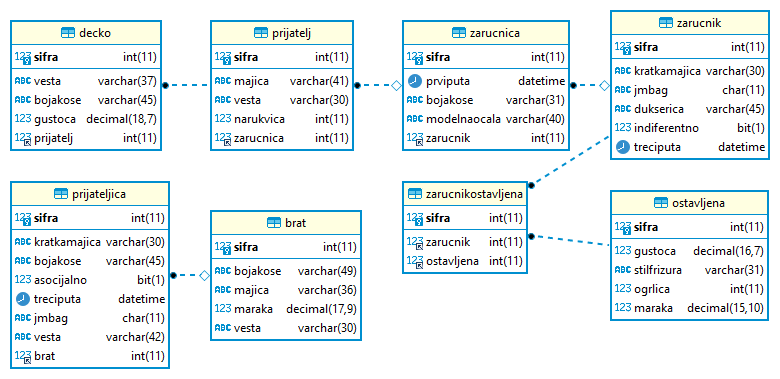 decko
123 sifra int(11)
ABC vesta varchar(37)
ABC bojakose varchar(45)
123 gustoca decimal(18,7)
123 prijatelj int(11)
prijatelj
123 sifra int(11)
ABC majica varchar(41)
ABC vesta varchar(30)
123 narukvica int(11)
123 zarucnica int(11)
zarucnica
123 sifra int(11)
prviputa datetime
ABC bojakose varchar(31)
ABC modelnaocala varchar(40)
123 zarucnik int(11)
zarucnik
123 sifra int(11)
ABC kratkamajica varchar(30)
ABC jmbag char(11)
ABC dukserica varchar(45)
123 indiferentno bit(1)
treciputa datetime
prijateljica
123 sifra int(11)
ABC kratkamajica varchar(30)
ABC bojakose varchar(45)
123 asocijalno bit(1)
treciputa datetime
ABC jmbag char(11)
ABC vesta varchar(42)
123 brat int(11)
brat
123 sifra int(11)
ABC bojakose varchar(49)
ABC majica varchar(36)
123 maraka decimal(17,9)
ABC vesta varchar(30)
zarucnikostavljena
123 sifra int(11)
123 zarucnik int(11)
123 ostavljena int(11)
ostavljena
123 sifra int(11)
123 gustoca decimal(16,7)
ABC stilfrizura varchar(31)
123 ogrlica int(11)
123 maraka decimal(15,10)